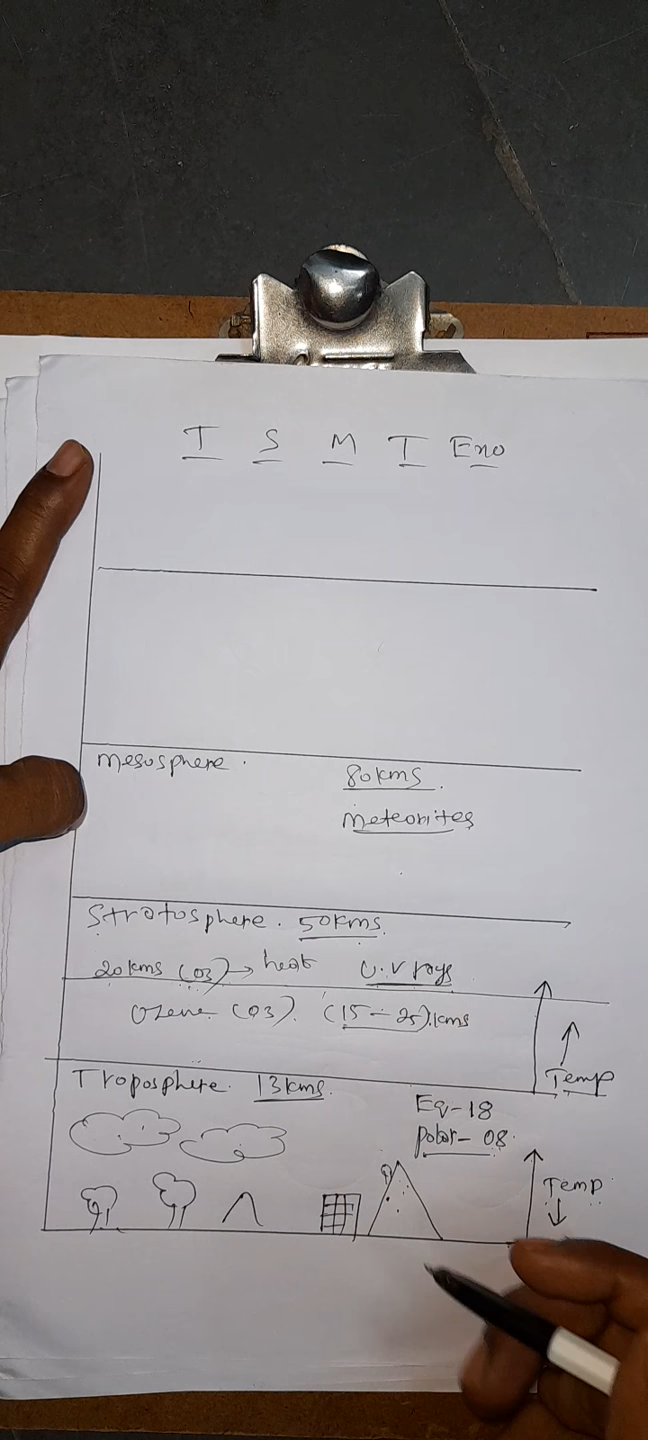 T S M T Exo
Mesosphere. 80kms.
Meteorites
Stratosphere. 50kms.
20kms (O3) → heat U.V rays
Ozone (O3). (15 - 25).kms
Temp
Troposphere. 13kms.
Eq-18
polar- 08.
Temp